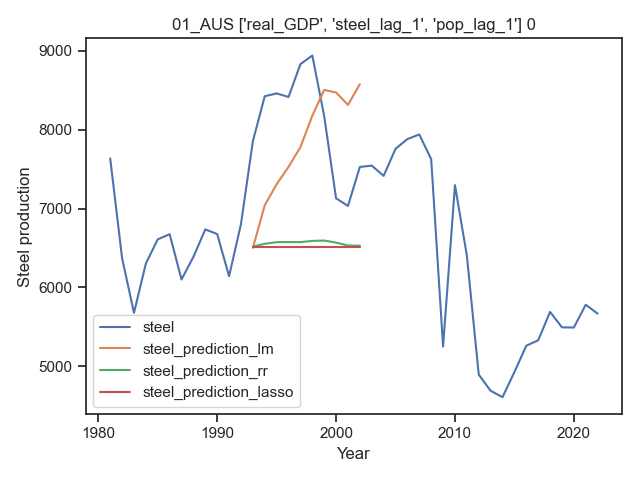 01_AUS ['real_GDP', 'steel_lag_1', 'pop_lag_1'] 0
Steel production
9000
8000
7000
6000
5000
steel
steel_prediction_lm
steel_prediction_rr
steel_prediction_lasso
1980 1990 2000 2010 2020
Year